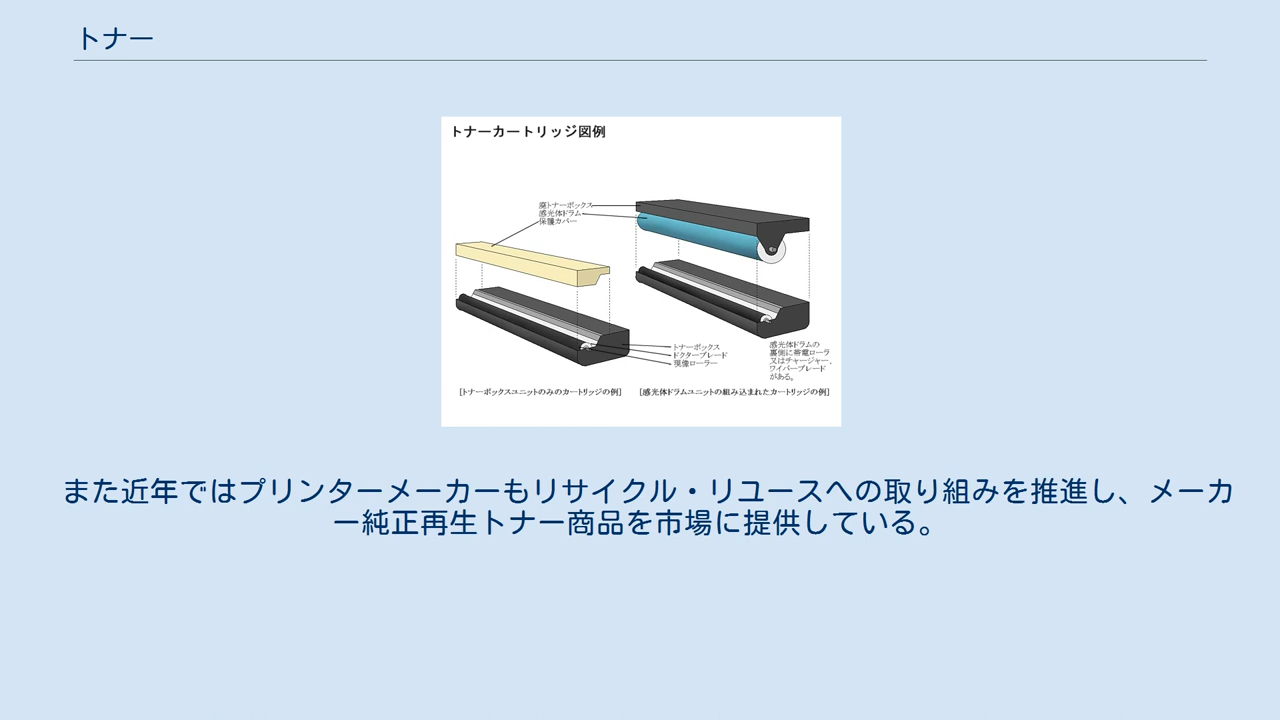 トナー
トナーカートリッジ図例
廃トナーボックス
感光体ドラム
保護カバー
トナーボックス
ドクターブレード
現像ローラー
感光体ドラムの
裏側に帯電ローラ
又はチャージャー、
ワイパーブレード
がある。
[トナーボックスユニットのみのカートリッジの例]
[感光体ドラムユニットの組み込まれたカートリッジの例]
また近年ではプリンターメーカーもリサイクル・リユースへの取り組みを推進し、メーカ
ー純正再生トナー商品を市場に提供している。